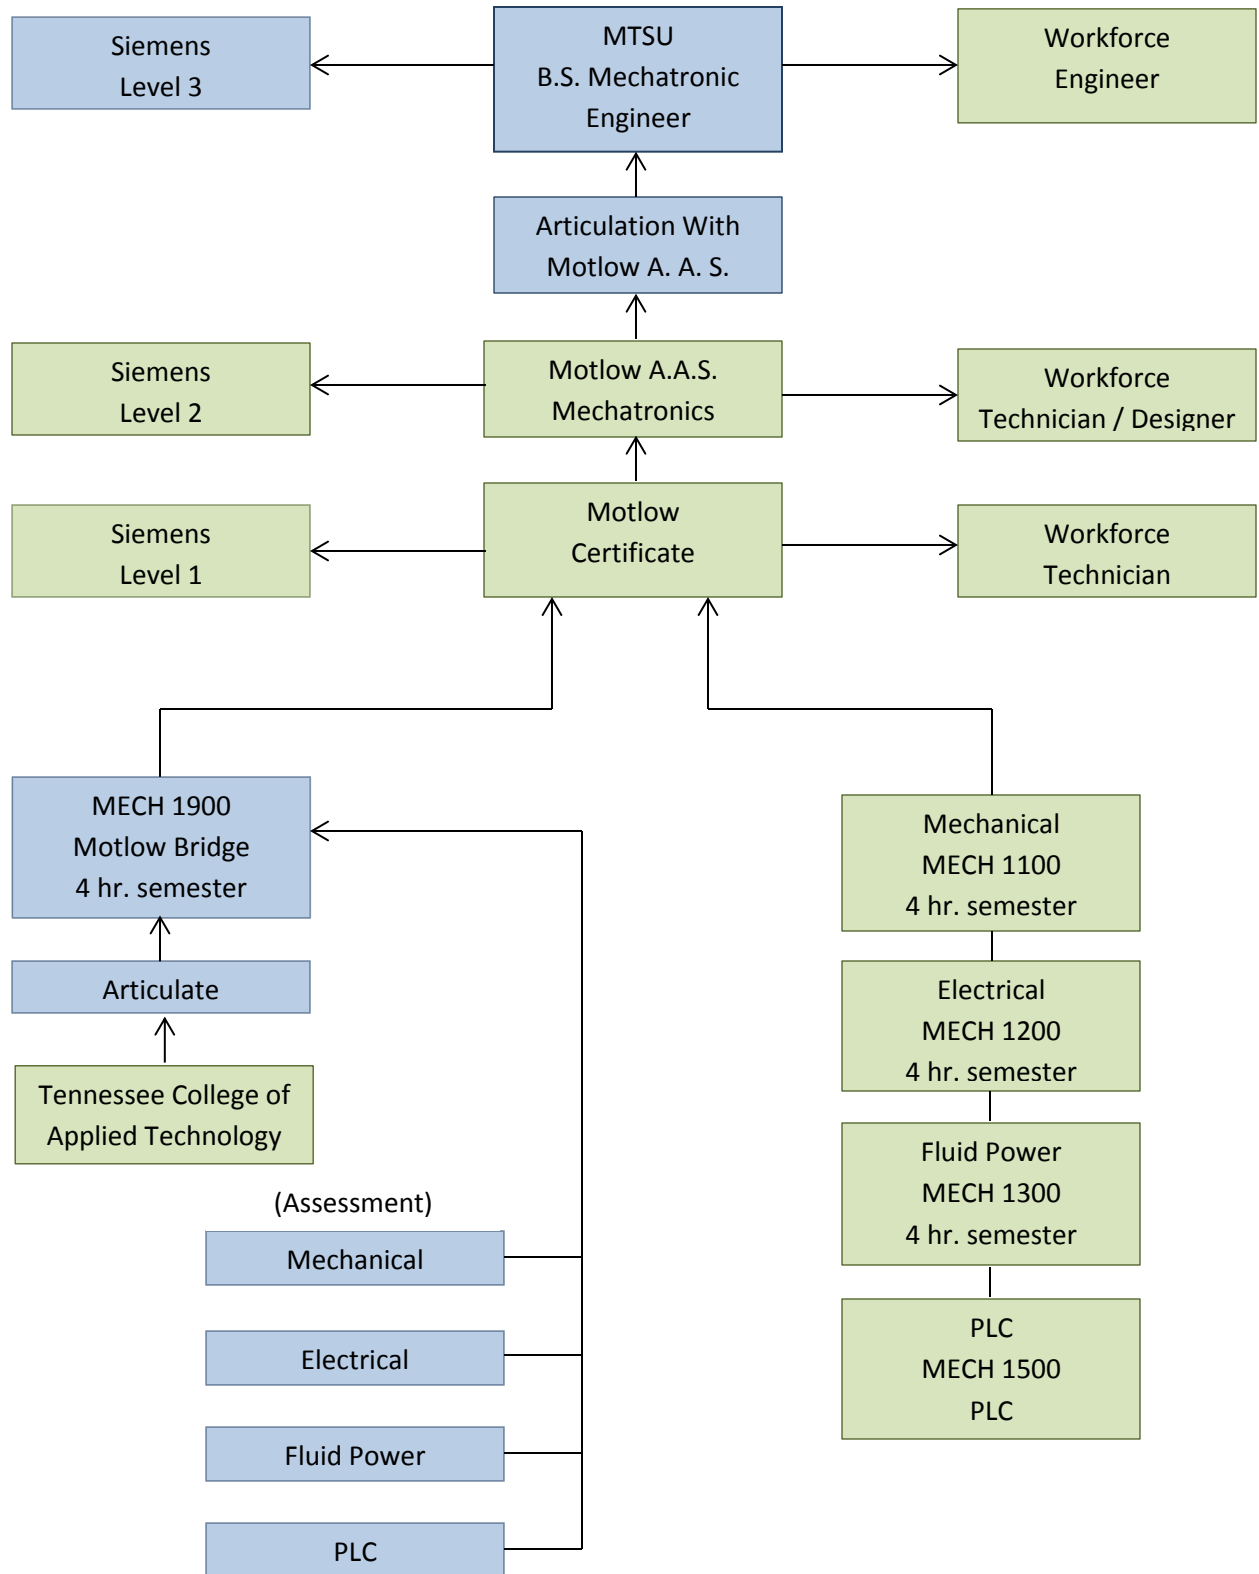 Siemens
Level 3
MTSU
B.S. Mechatronic
Engineer
Workforce
Engineer
Articulation With
Motlow A. A. S.
Siemens
Level 2
Motlow A.A.S.
Mechatronics
Workforce
Technician / Designer
Siemens
Level 1
Motlow
Certificate
Workforce
Technician
MECH 1900
Motlow Bridge
4 hr. semester
Articulate
Tennessee College of
Applied Technology
(Assessment)
Mechanical
Electrical
Fluid Power
PLC
Mechanical
MECH 1100
4 hr. semester
Electrical
MECH 1200
4 hr. semester
Fluid Power
MECH 1300
4 hr. semester
PLC
MECH 1500
PLC